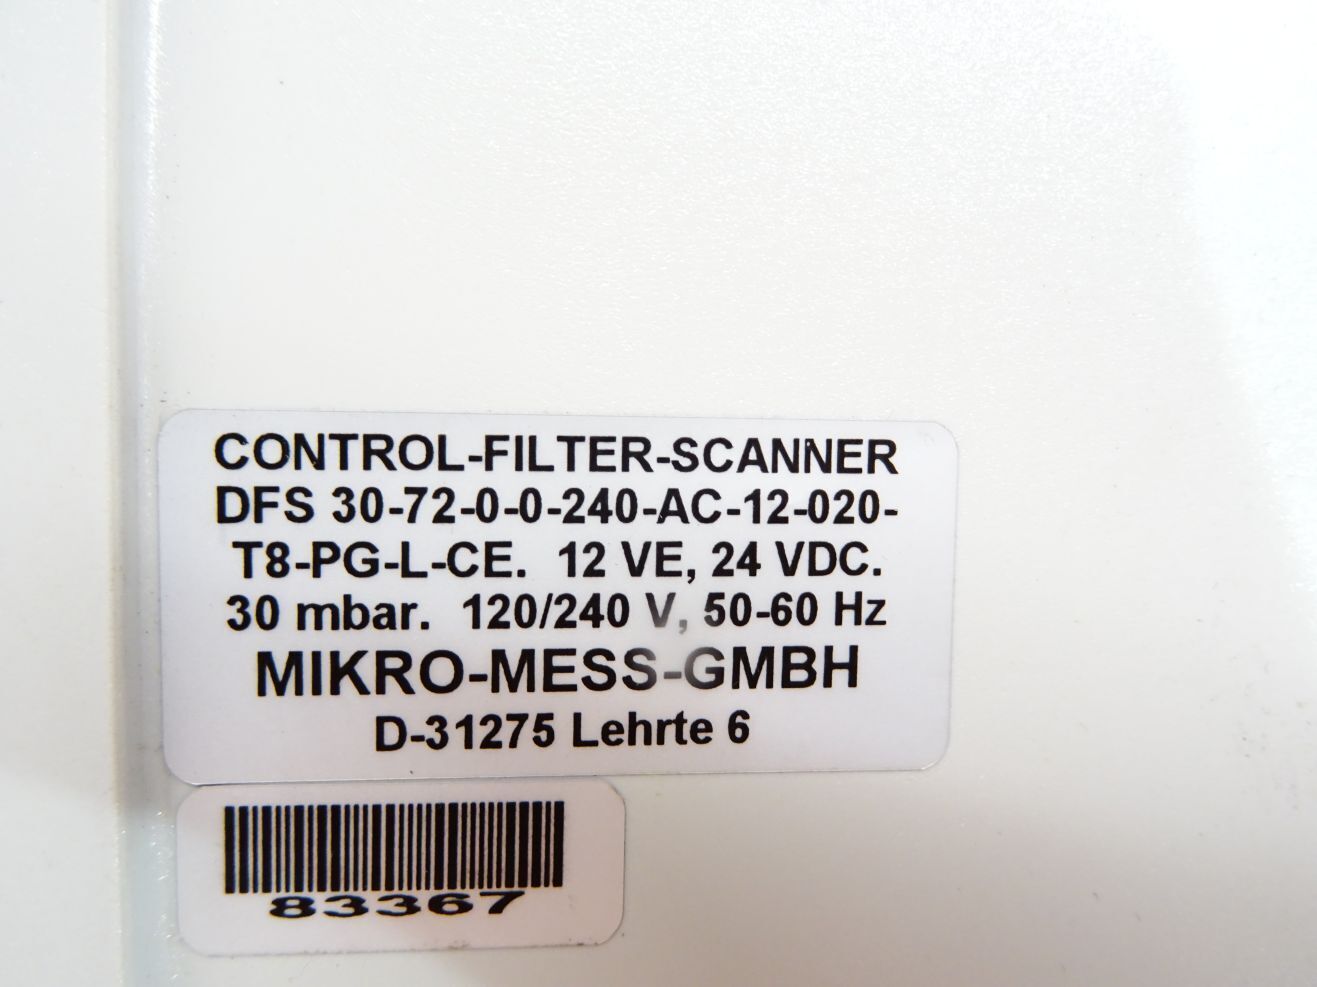 CONTROL-FILTER-SCANNER
DFS 30-72-0-0-240-AC-12-020-
T8-PG-L-CE. 12 VE, 24 VDC.
30 mbar. 120/240 V, 50-60 Hz
MIKRO-MESS-GMBH
D-31275 Lehrte 6
83367